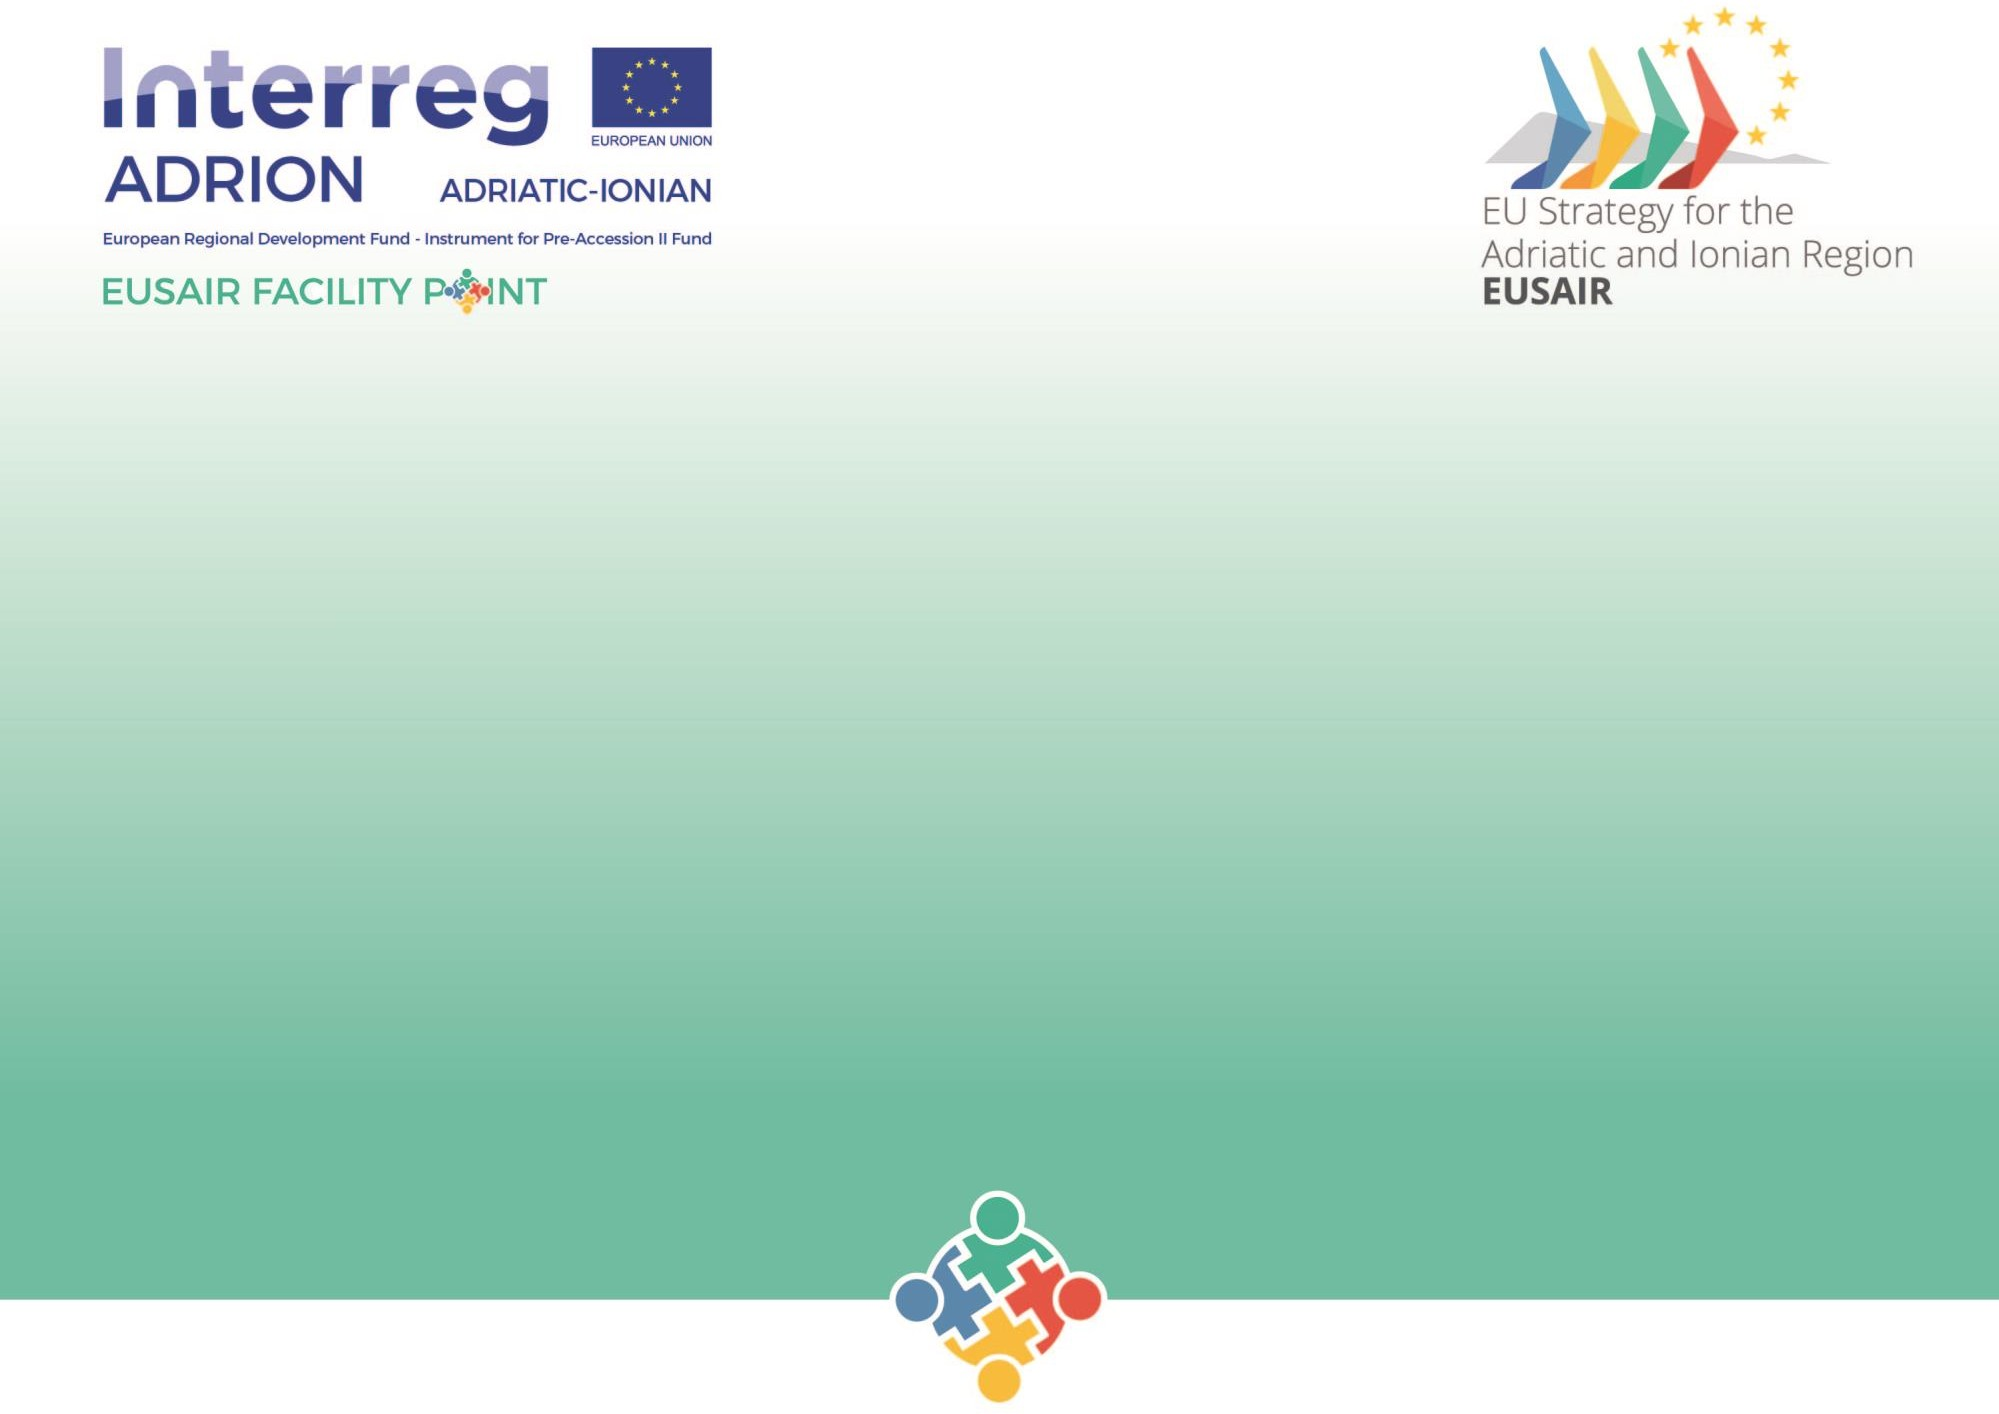 Interreg
EUROPEAN UNION
ADRION ADRIATIC-IONIAN
European Regional Development Fund - Instrument for Pre-Accession II Fund
EUSAIR FACILITY POINT
EU Strategy for the
Adriatic and Ionian Region
EUSAIR